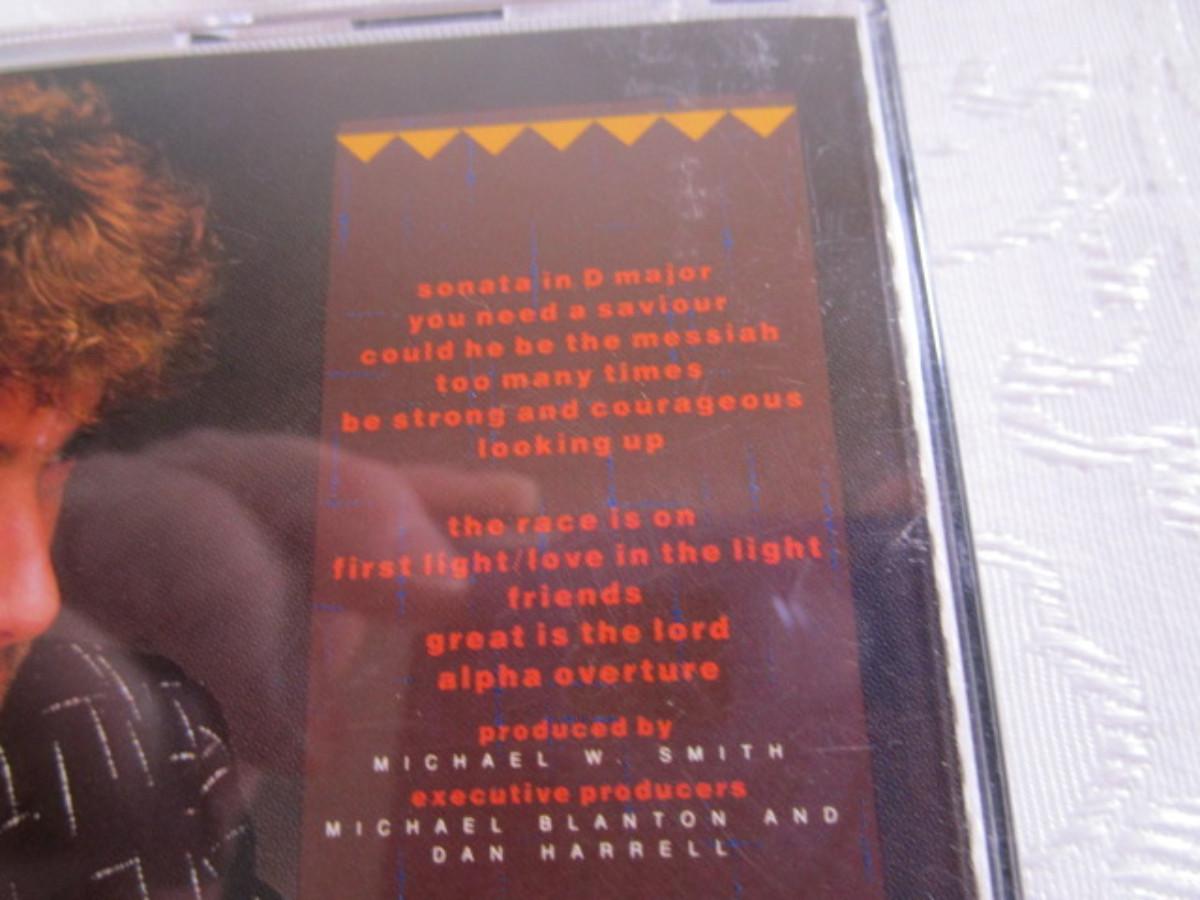 sonata in D major
you need a saviour
could he be the messiah
too many times
be strong and courageous
looking up
the race is on
first light/love in the light
friends
great is the lord
alpha overture
produced by
MICHAEL W. SMITH
executive producers
MICHAEL BLANTON AND
DAN HARRELL